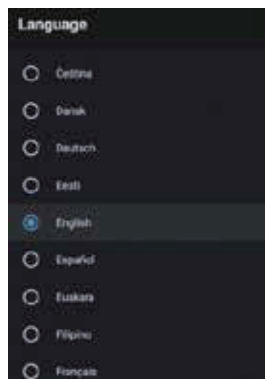 Language
Čeština
Dansk
Deutsch
Eesti
English
Español
Euskara
Filipino
Français